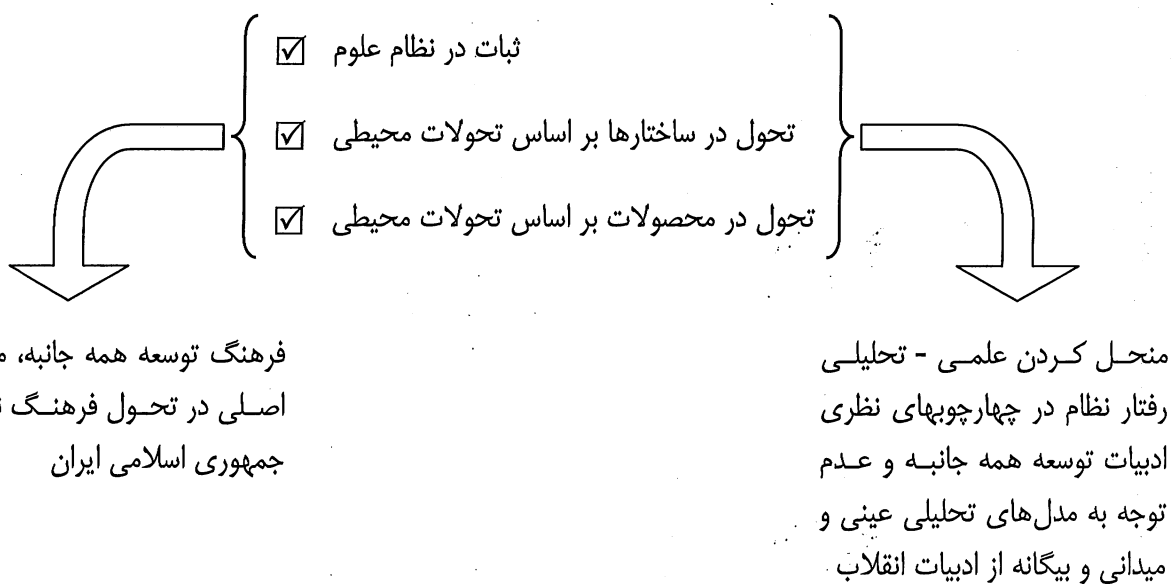 ثبات در نظام علوم
تحول در ساختارها بر اساس تحولات محیطی
تحول در محصولات بر اساس تحولات محیطی
منحل کردن علمی - تحلیلی
رفتار نظام در چهارچوبهای نظری
ادبیات توسعه همه جانبه و عدم
توجه به مدل‌های تحلیلی عینی و
میدانی و بیگانه از ادبیات انقلاب
فرهنگ توسعه همه جانبه،
اصلی در تحول فرهنگ
جمهوری اسلامی ایران